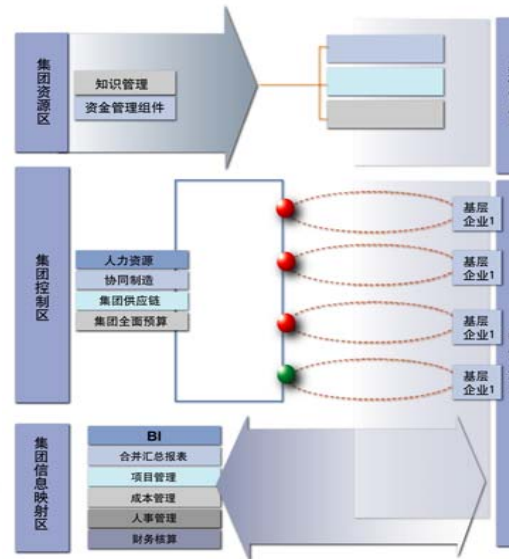 集团资源区
知识管理
资金管理组件
集团控制区
人力资源
协同制造
集团供应链
集团全面预算
基层
企业1
基层
企业1
基层
企业1
基层
企业1
集团信息映射区
BI
合并汇总报表
项目管理
成本管理
人事管理
财务核算